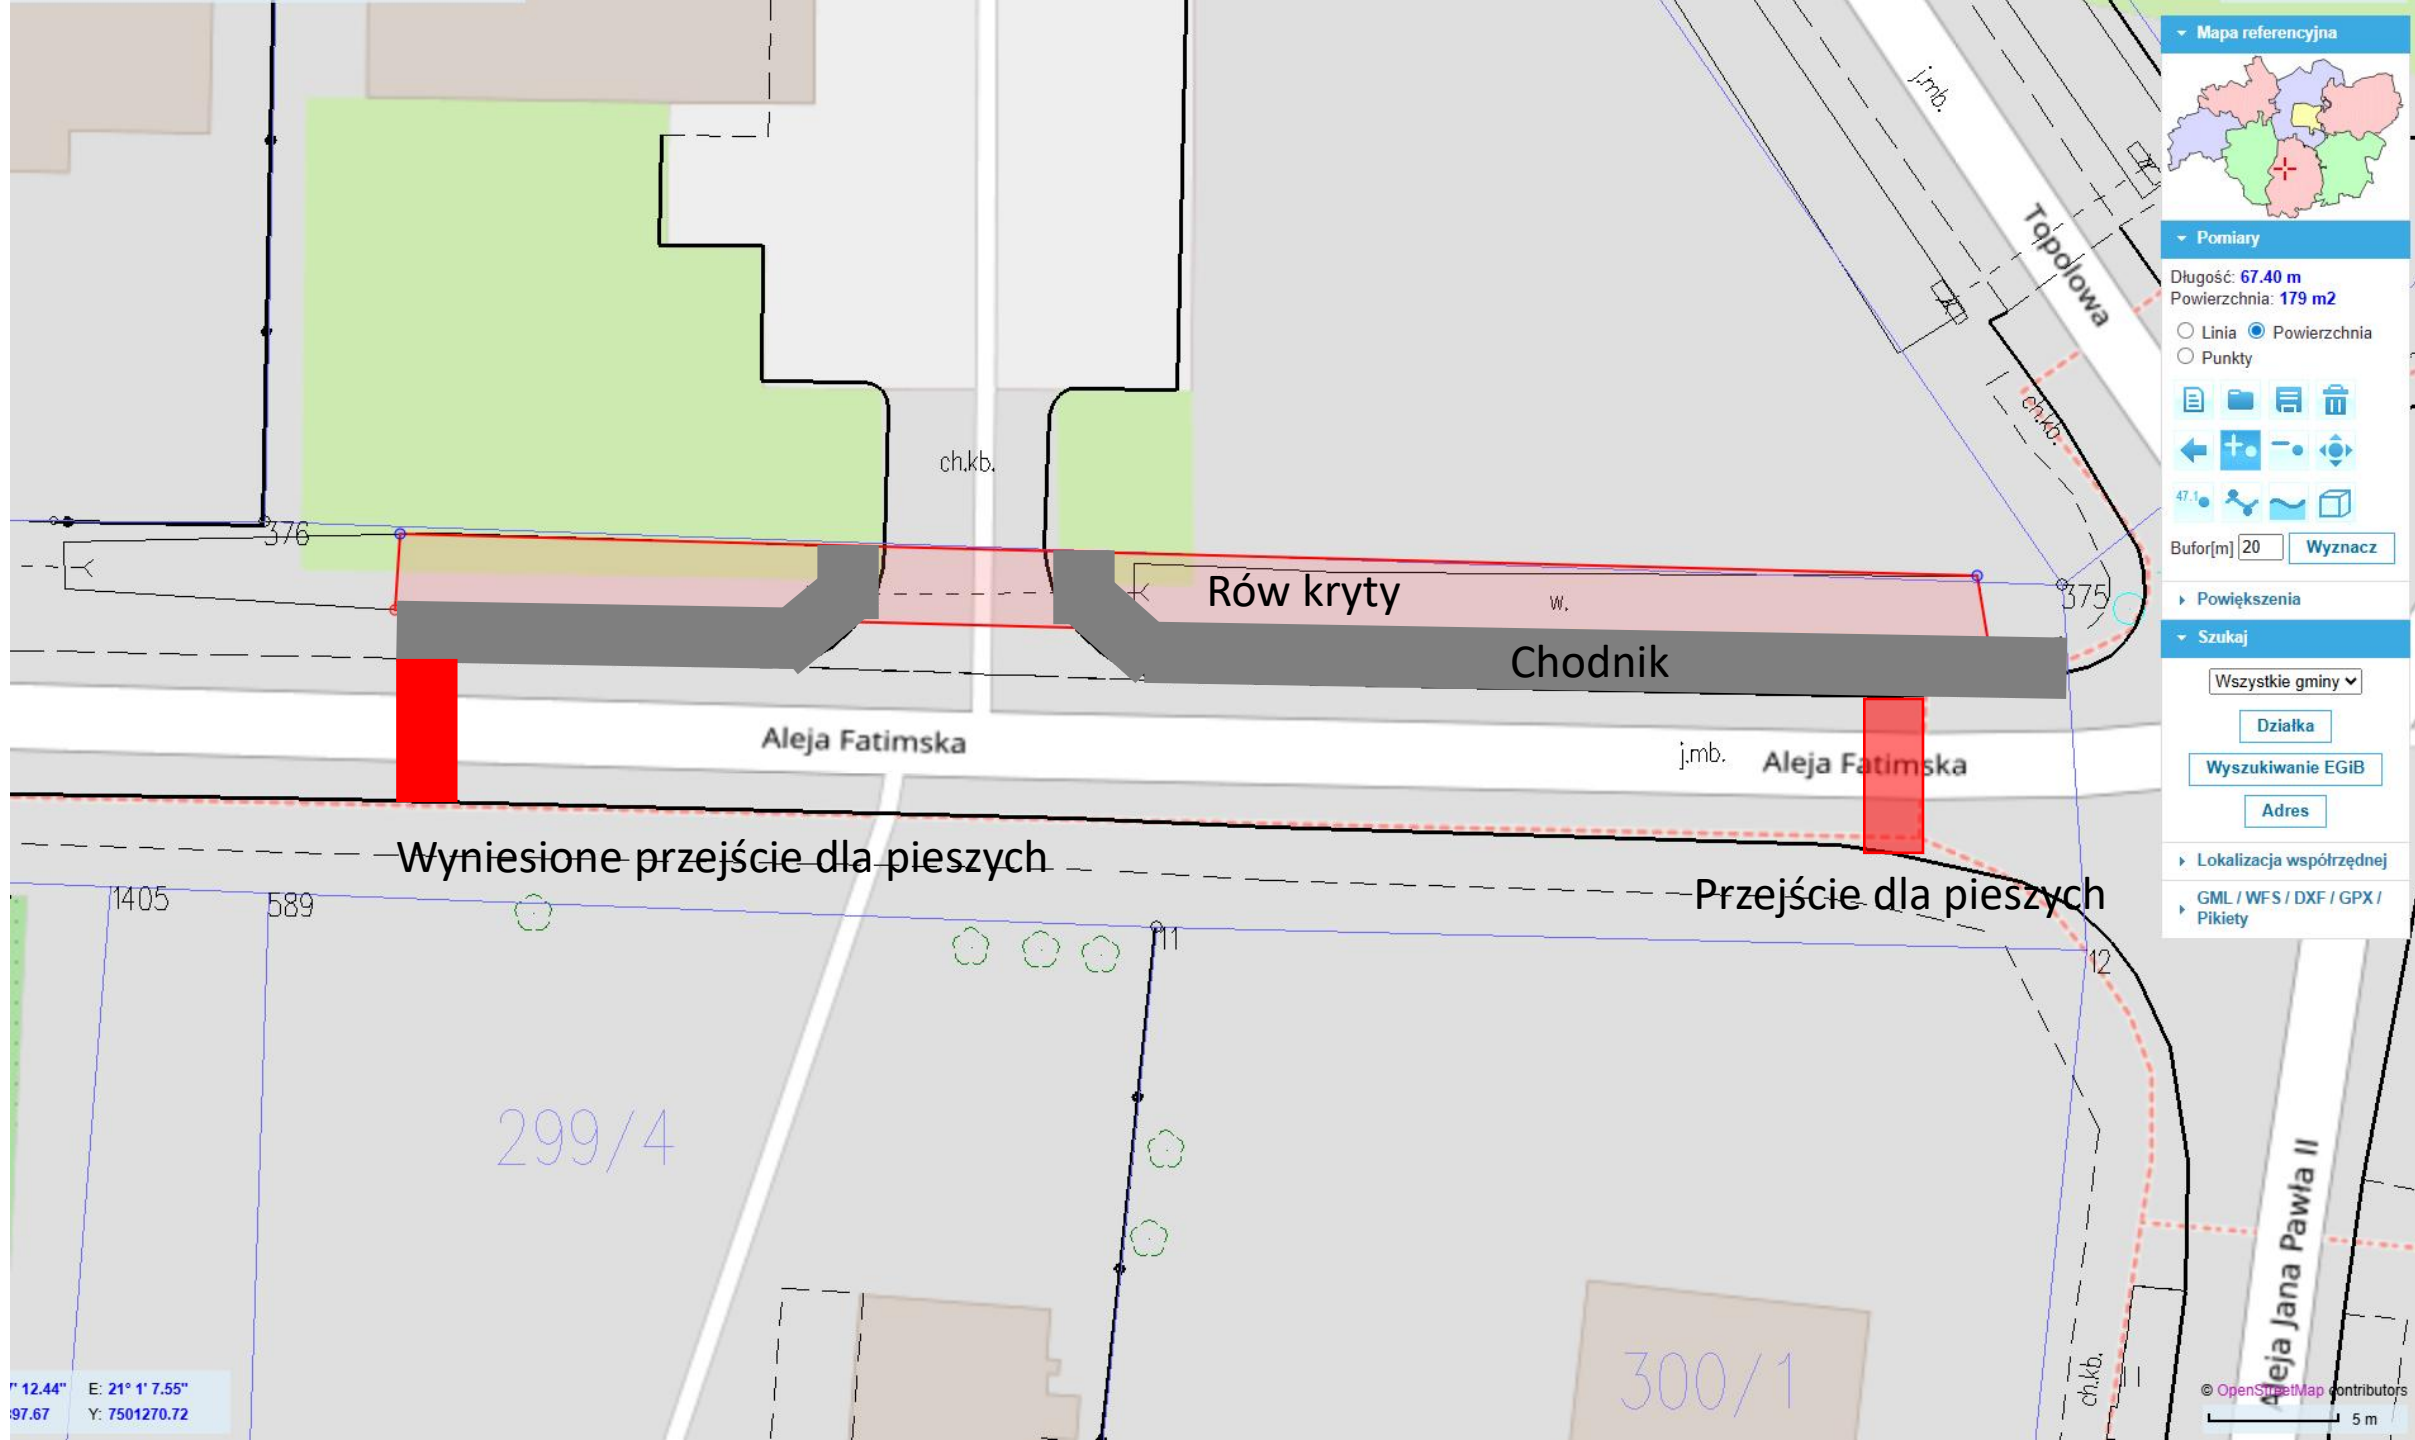 Mapa referencyjna
j.mb.
Topolowa
Pomiary
Długość: 67.40 m
Powierzchnia: 179 m2
Linia Powierzchnia
Punkty
ch.kb.
ch.kb.
47.1
376
Bufor[m] 20 Wyznacz
Rów kryty
w.
375
Powiększenia
Szukaj
Chodnik
Wszystkie gminy
Działka
Aleja Fatimska
j.mb.
Aleja Fatimska
Wyszukiwanie EGiB
Adres
Wyniesione przejście dla pieszych
Lokalizacja współrzędnej
Przejście dla pieszych
GML / WFS / DXF / GPX /
Pikiety
1405
589
11
12
299/4
Aleja Jana Pawła II
300/1
ch.kb.
' 12.44" E: 21° 1' 7.55"
97.67 Y: 7501270.72
© OpenStreetMap contributors
5 m